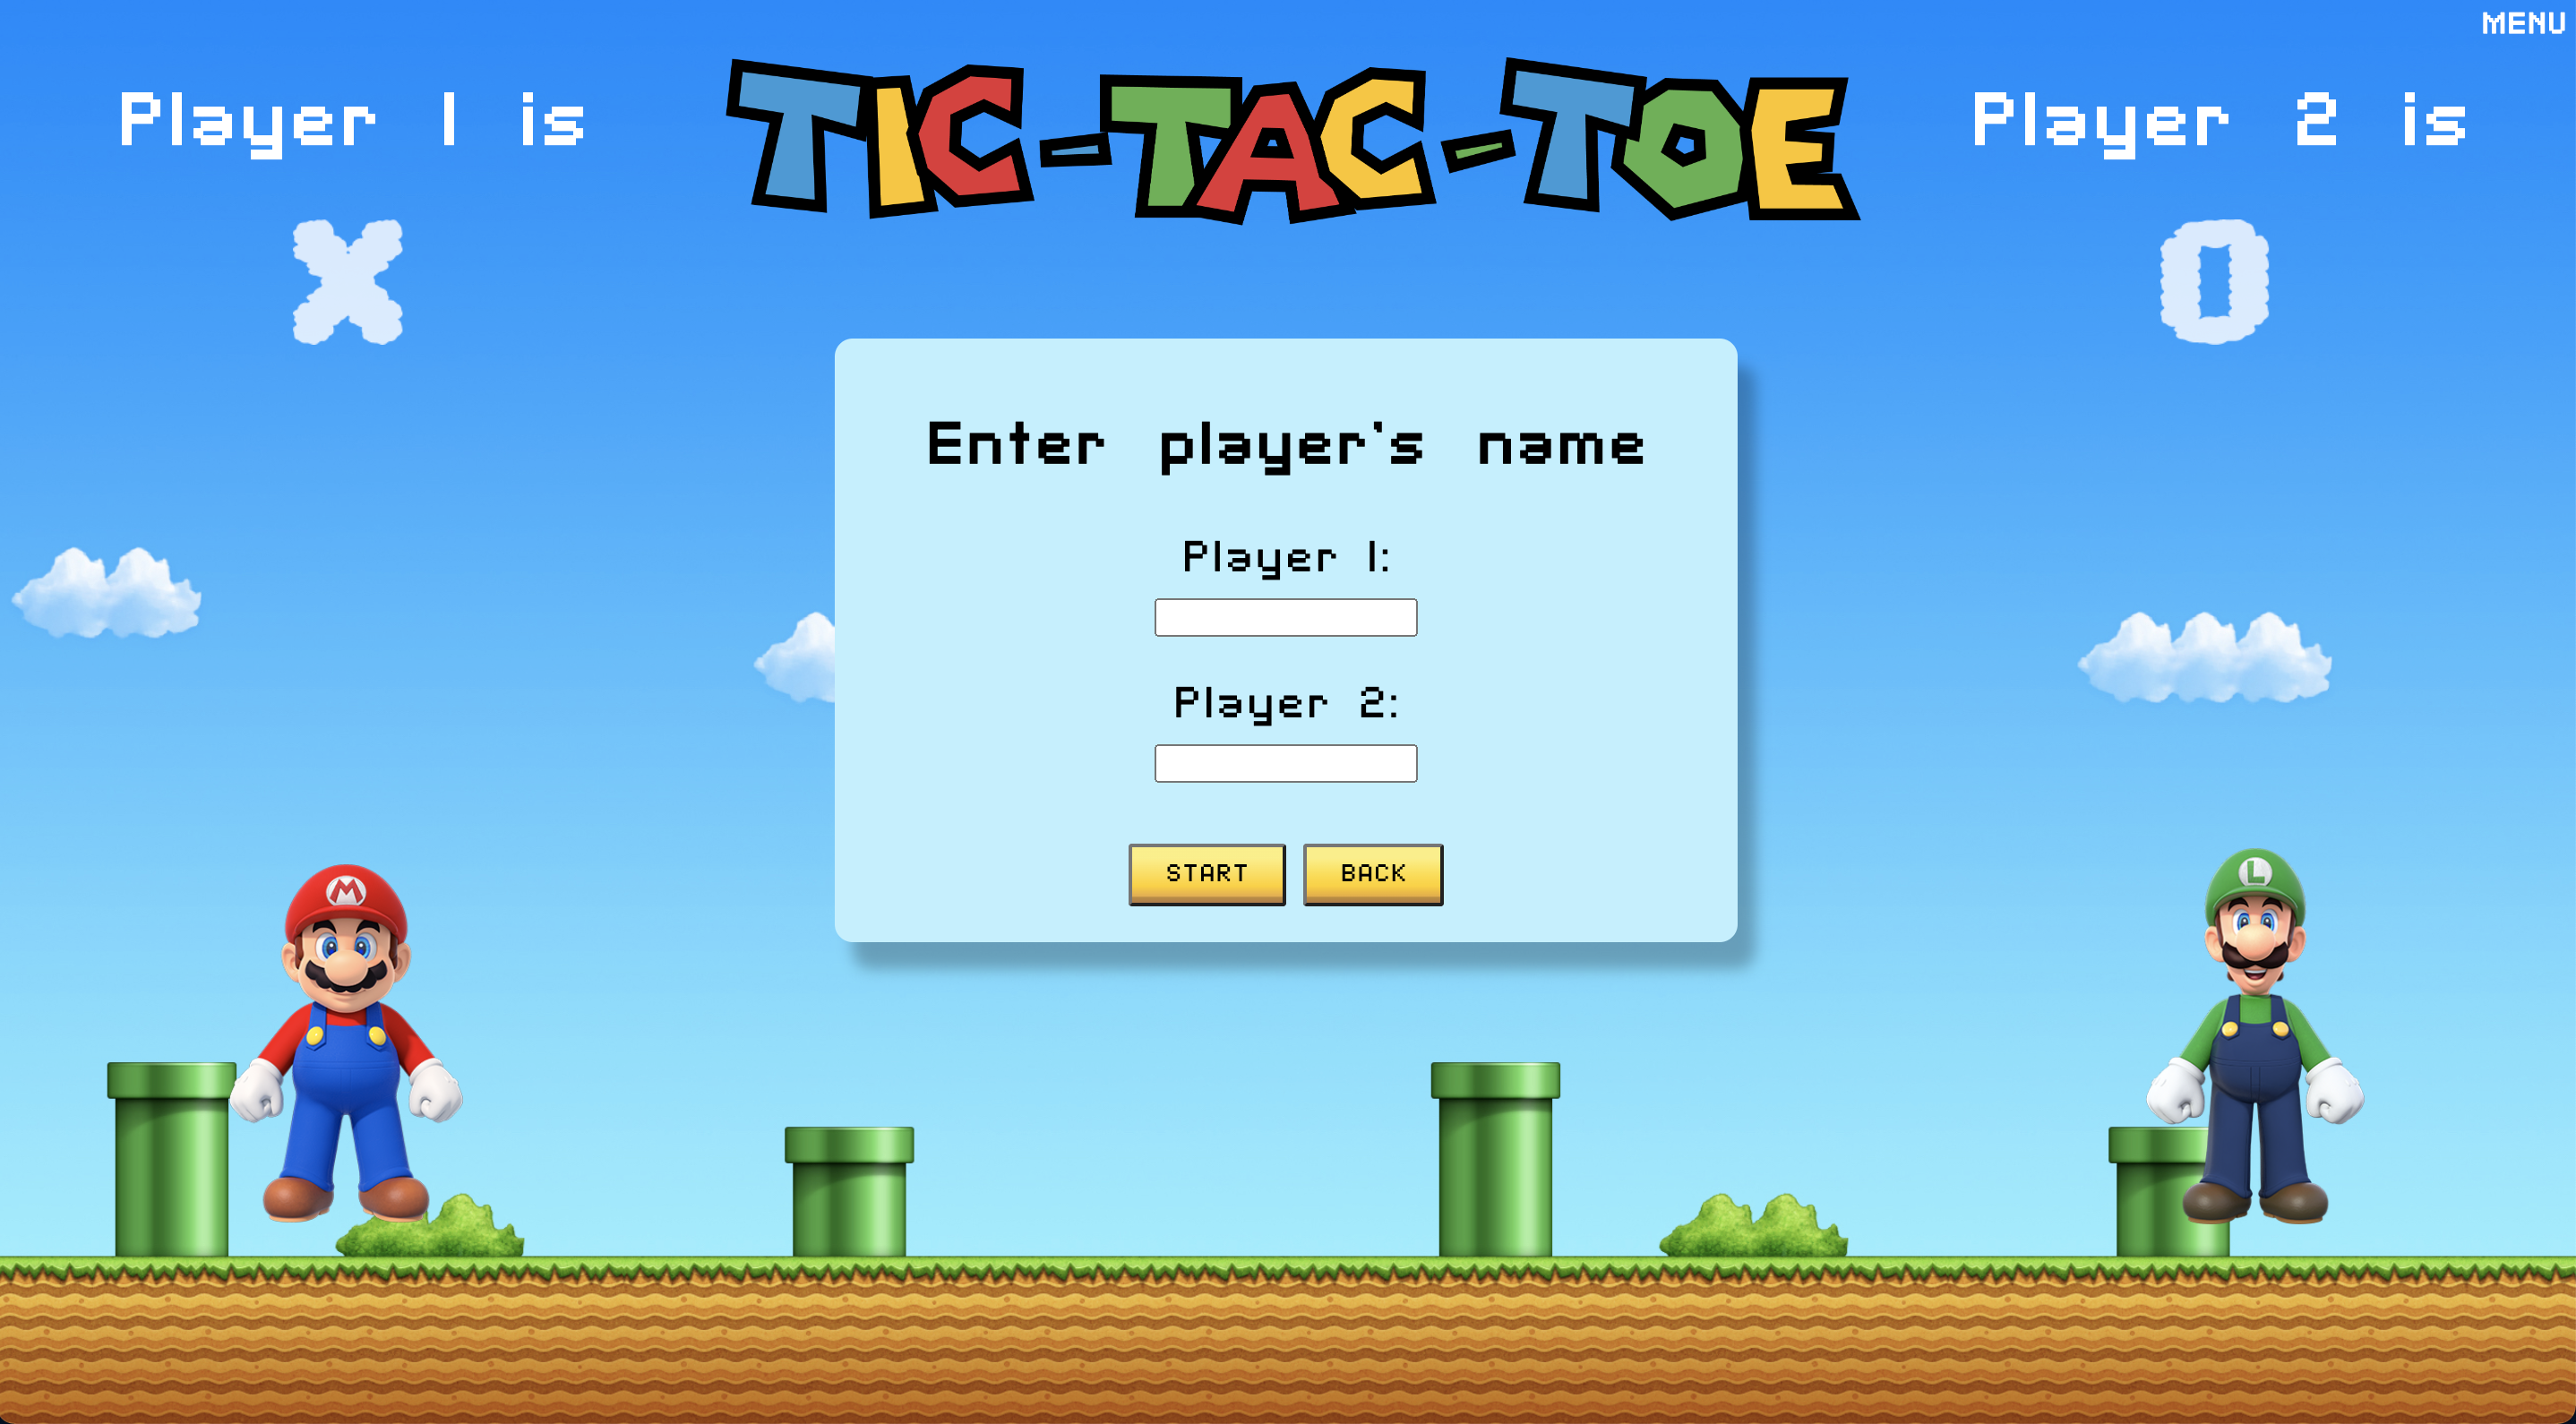 MENU
Player 1 is
TIC-TAC-TOE
Player 2 is
X
O
Enter player's name
Player 1:
Player 2:
START
BACK
M
L